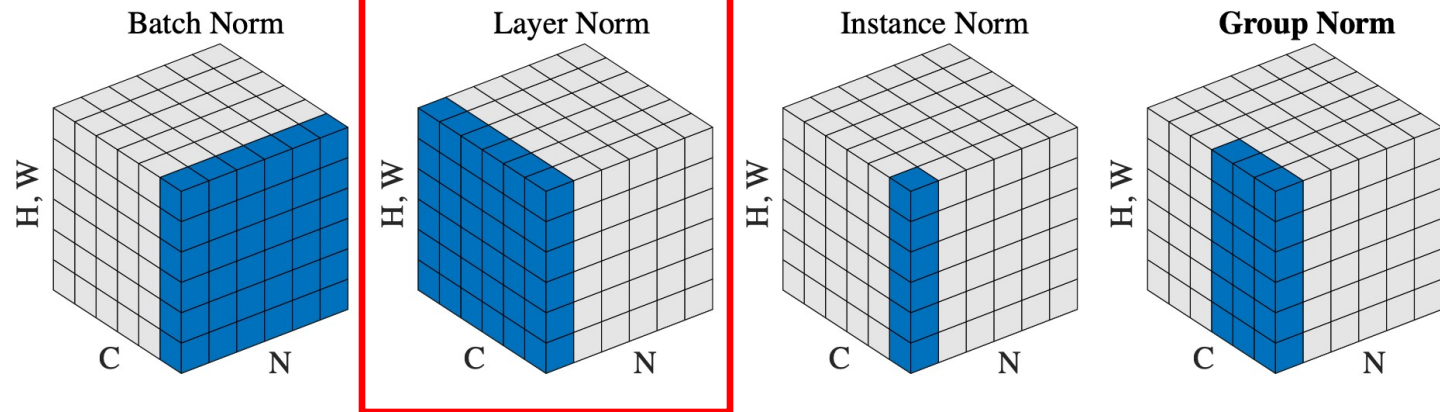 Batch Norm
H, W
C
N
Layer Norm
H, W
C
N
Instance Norm
H, W
C
N
Group Norm
H, W
C
N